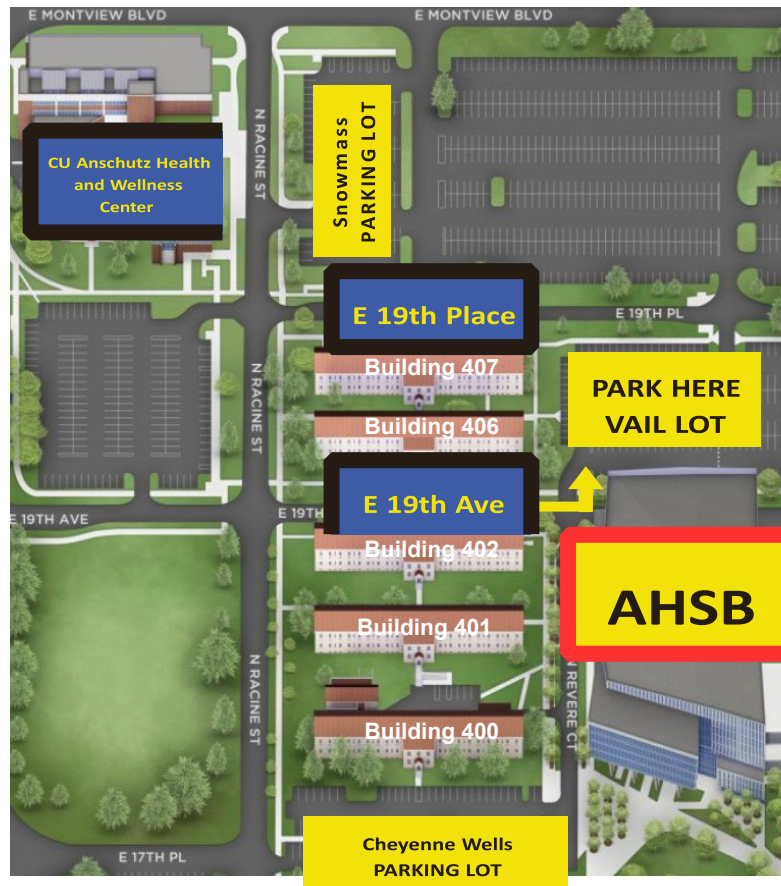 E MONTVIEW BLVD
E MONTVIEW BLVD
N RACINE ST
Snowmass
PARKING LOT
CU Anschutz Health
and Wellness
Center
E 19th Place
E 19TH PL
Building 407
N RACINE ST
PARK HERE
VAIL LOT
Building 406
E 19th Ave
E 19TH AVE
E 19TH
Building 402
AHSB
Building 401
N RACINE ST
N REVERE CT
Building 400
Cheyenne Wells
PARKING LOT
E 17TH PL